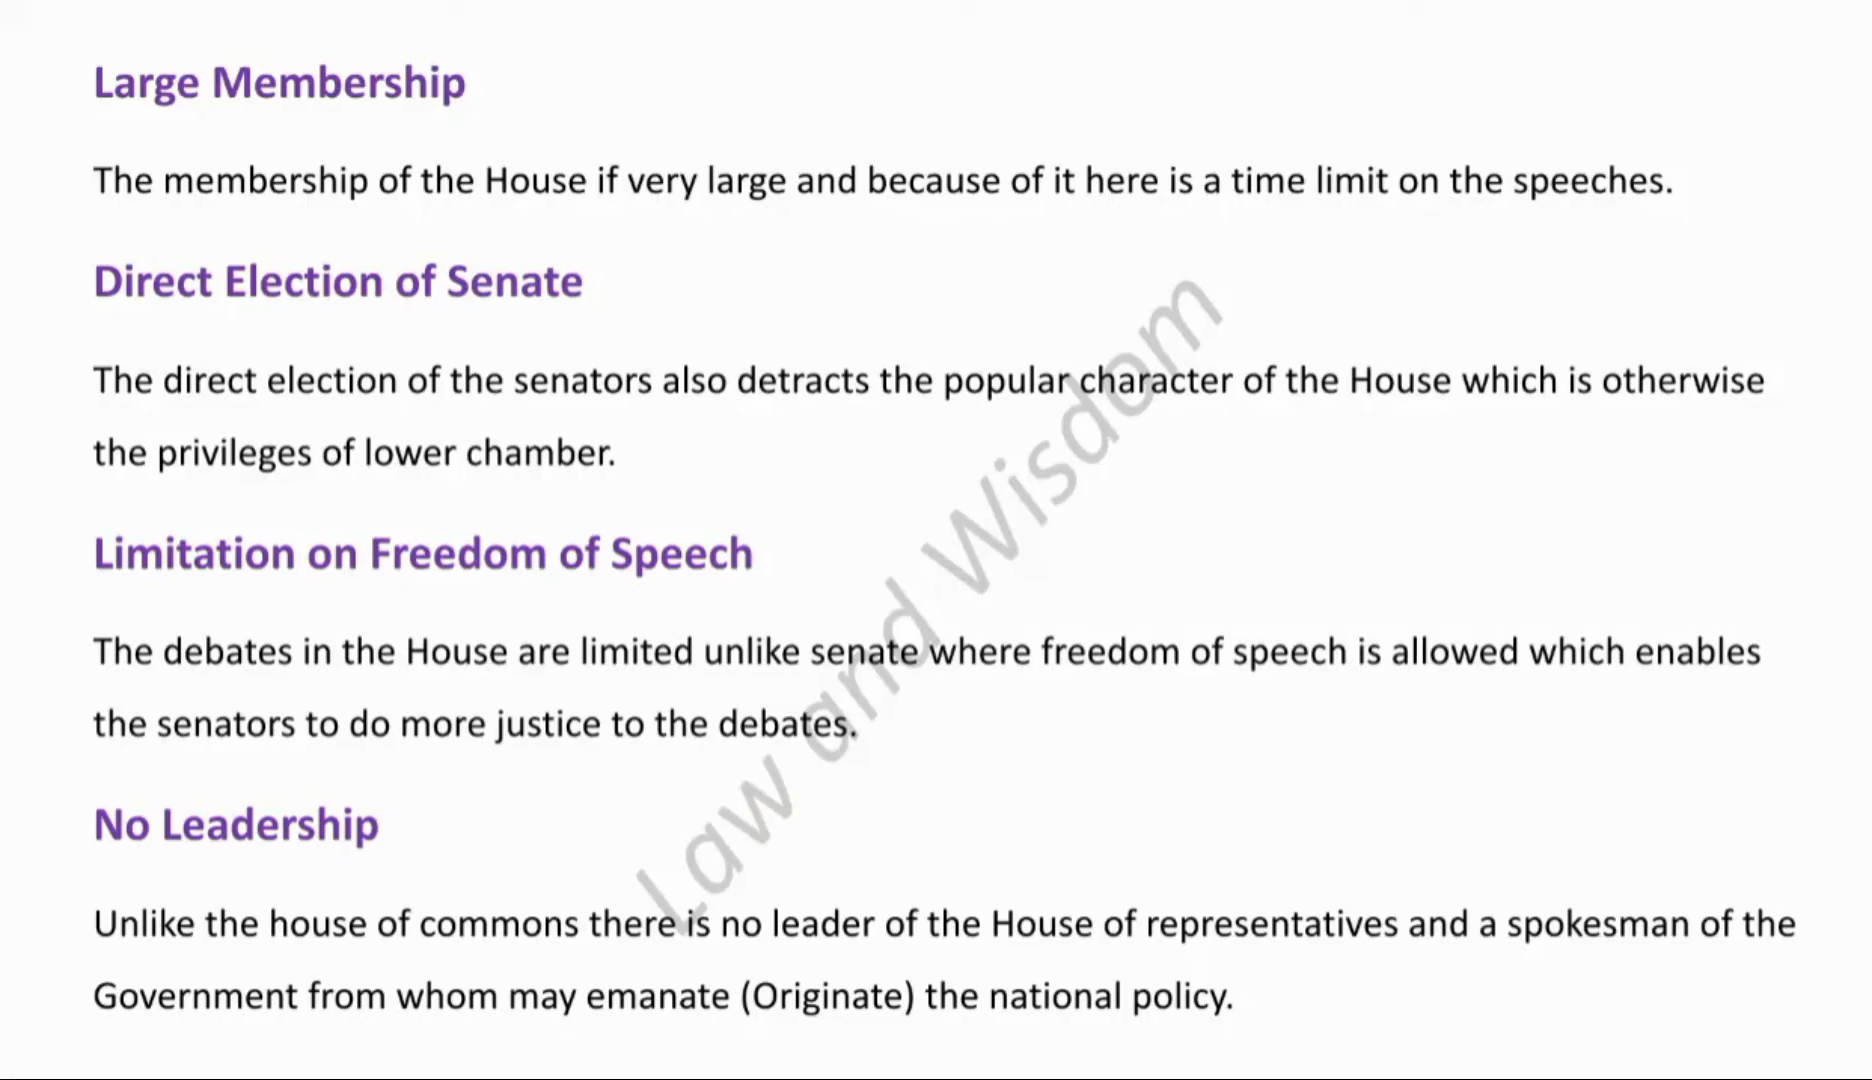 Large Membership
The membership of the House if very large and because of it here is a time limit on the speeches.
Direct Election of Senate
The direct election of the senators also detracts the popular character of the House which is otherwise
the privileges of lower chamber.
Limitation on Freedom of Speech
The debates in the House are limited unlike senate where freedom of speech is allowed which enables
the senators to do more justice to the debates.
No Leadership
Unlike the house of commons there is no leader of the House of representatives and a spokesman of the
Government from whom may emanate (Originate) the national policy.
Law and Wisdom